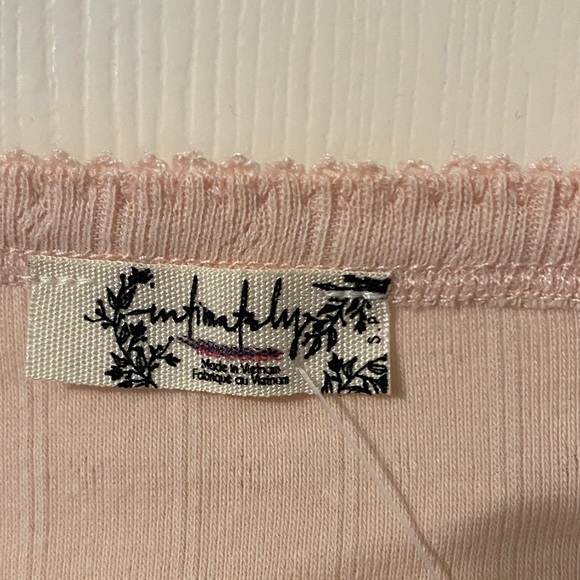 intimately
Made in Vietnam
Fabriqué au Vietnam
S P